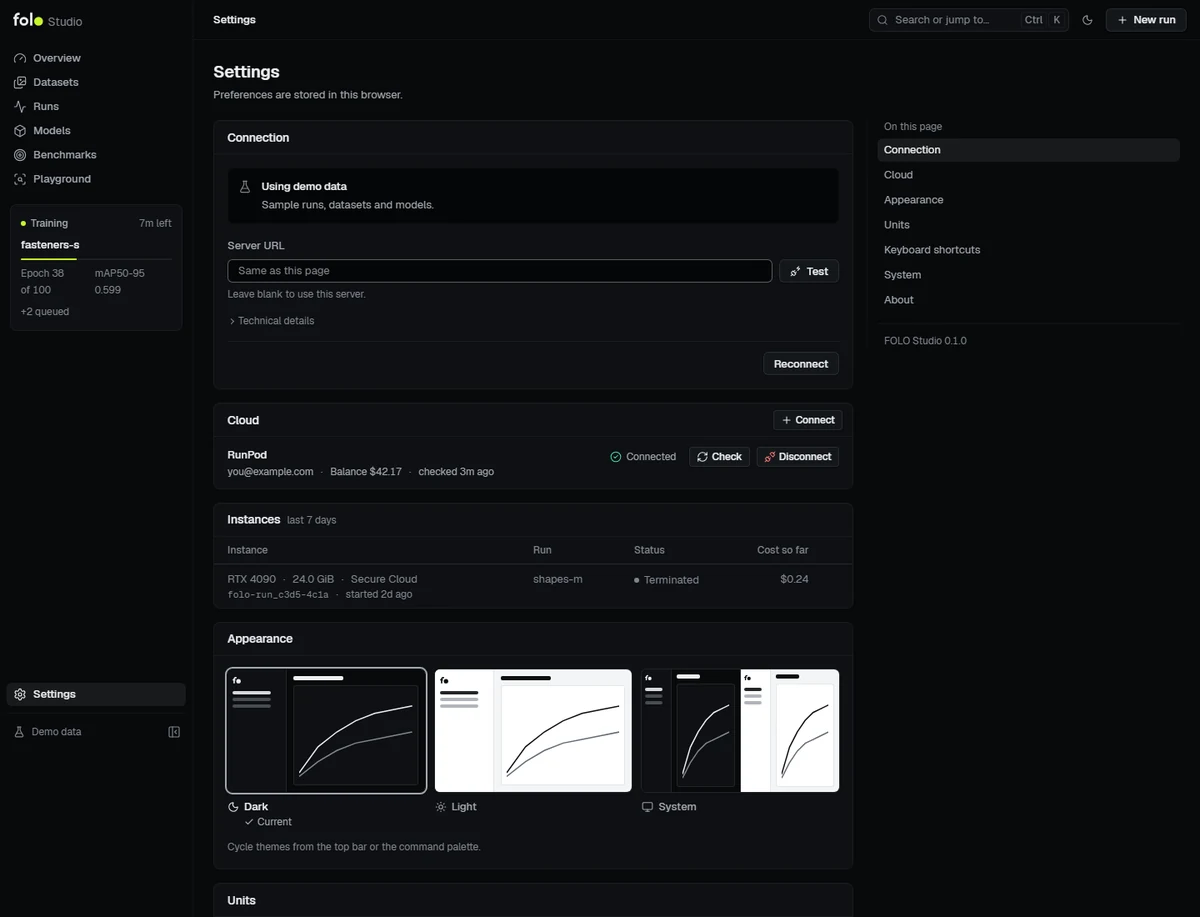 folo Studio
Overview
Datasets
Runs
Models
Benchmarks
Playground
Training 7m left
fasteners-s
Epoch 38 of 100
mAP50-95 0.599
+2 queued
Settings
Demo data
Settings
Search or jump to... Ctrl K
New run
Settings
Preferences are stored in this browser.
Connection
Using demo data
Sample runs, datasets and models.
Server URL
Same as this page
Test
Leave blank to use this server.
Technical details
Reconnect
Cloud
Connect
RunPod
you@example.com · Balance $42.17 · checked 3m ago
Connected
Check
Disconnect
Instances last 7 days
Instance Run Status Cost so far
RTX 4090 · 24.0 GiB · Secure Cloud shapes-m Terminated $0.24
folo-run_c3d5-4c1a · started 2d ago
Appearance
fo
fo
fo
fo
Dark
Current
Light
System
Cycle themes from the top bar or the command palette.
Units
On this page
Connection
Cloud
Appearance
Units
Keyboard shortcuts
System
About
FOLO Studio 0.1.0